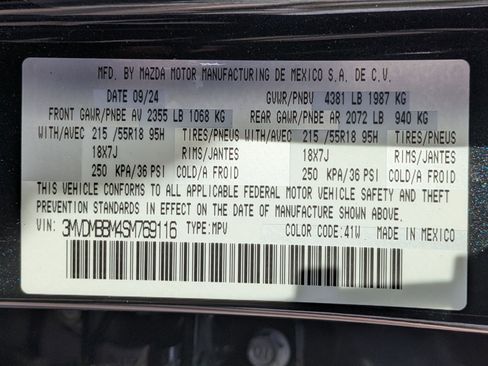 MFD. BY MAZDA MOTOR MANUFACTURING DE MEXICO S.A. DE C.V.
DATE 09/24 GVWR/PNBV 4381 LB 1987 KG
FRONT GAWR/PNBE AV 2355 LB 1068 KG REAR GAWR/PNBE AR 2072 LB 940 KG
WITH/AVEC 215 /55R18 95H TIRES/PNEUS WITH/AVEC 215 /55R18 95H TIRES/PNEUS
18X7J RIMS/JANTES 18X7J RIMS/JANTES
250 KPA/36 PSI COLD/A FROID 250 KPA/36 PSI COLD/A FROID
THIS VEHICLE CONFORMS TO ALL APPLICABLE FEDERAL MOTOR VEHICLE SAFETY AND THEFT
PREVENTION STANDARDS IN EFFECT ON THE DATE OF MANUFACTURE SHOWN ABOVE.
VIN: 3MVDMBBM4SM769116 TYPE:MPV COLOR CODE:41W MADE IN MEXICO